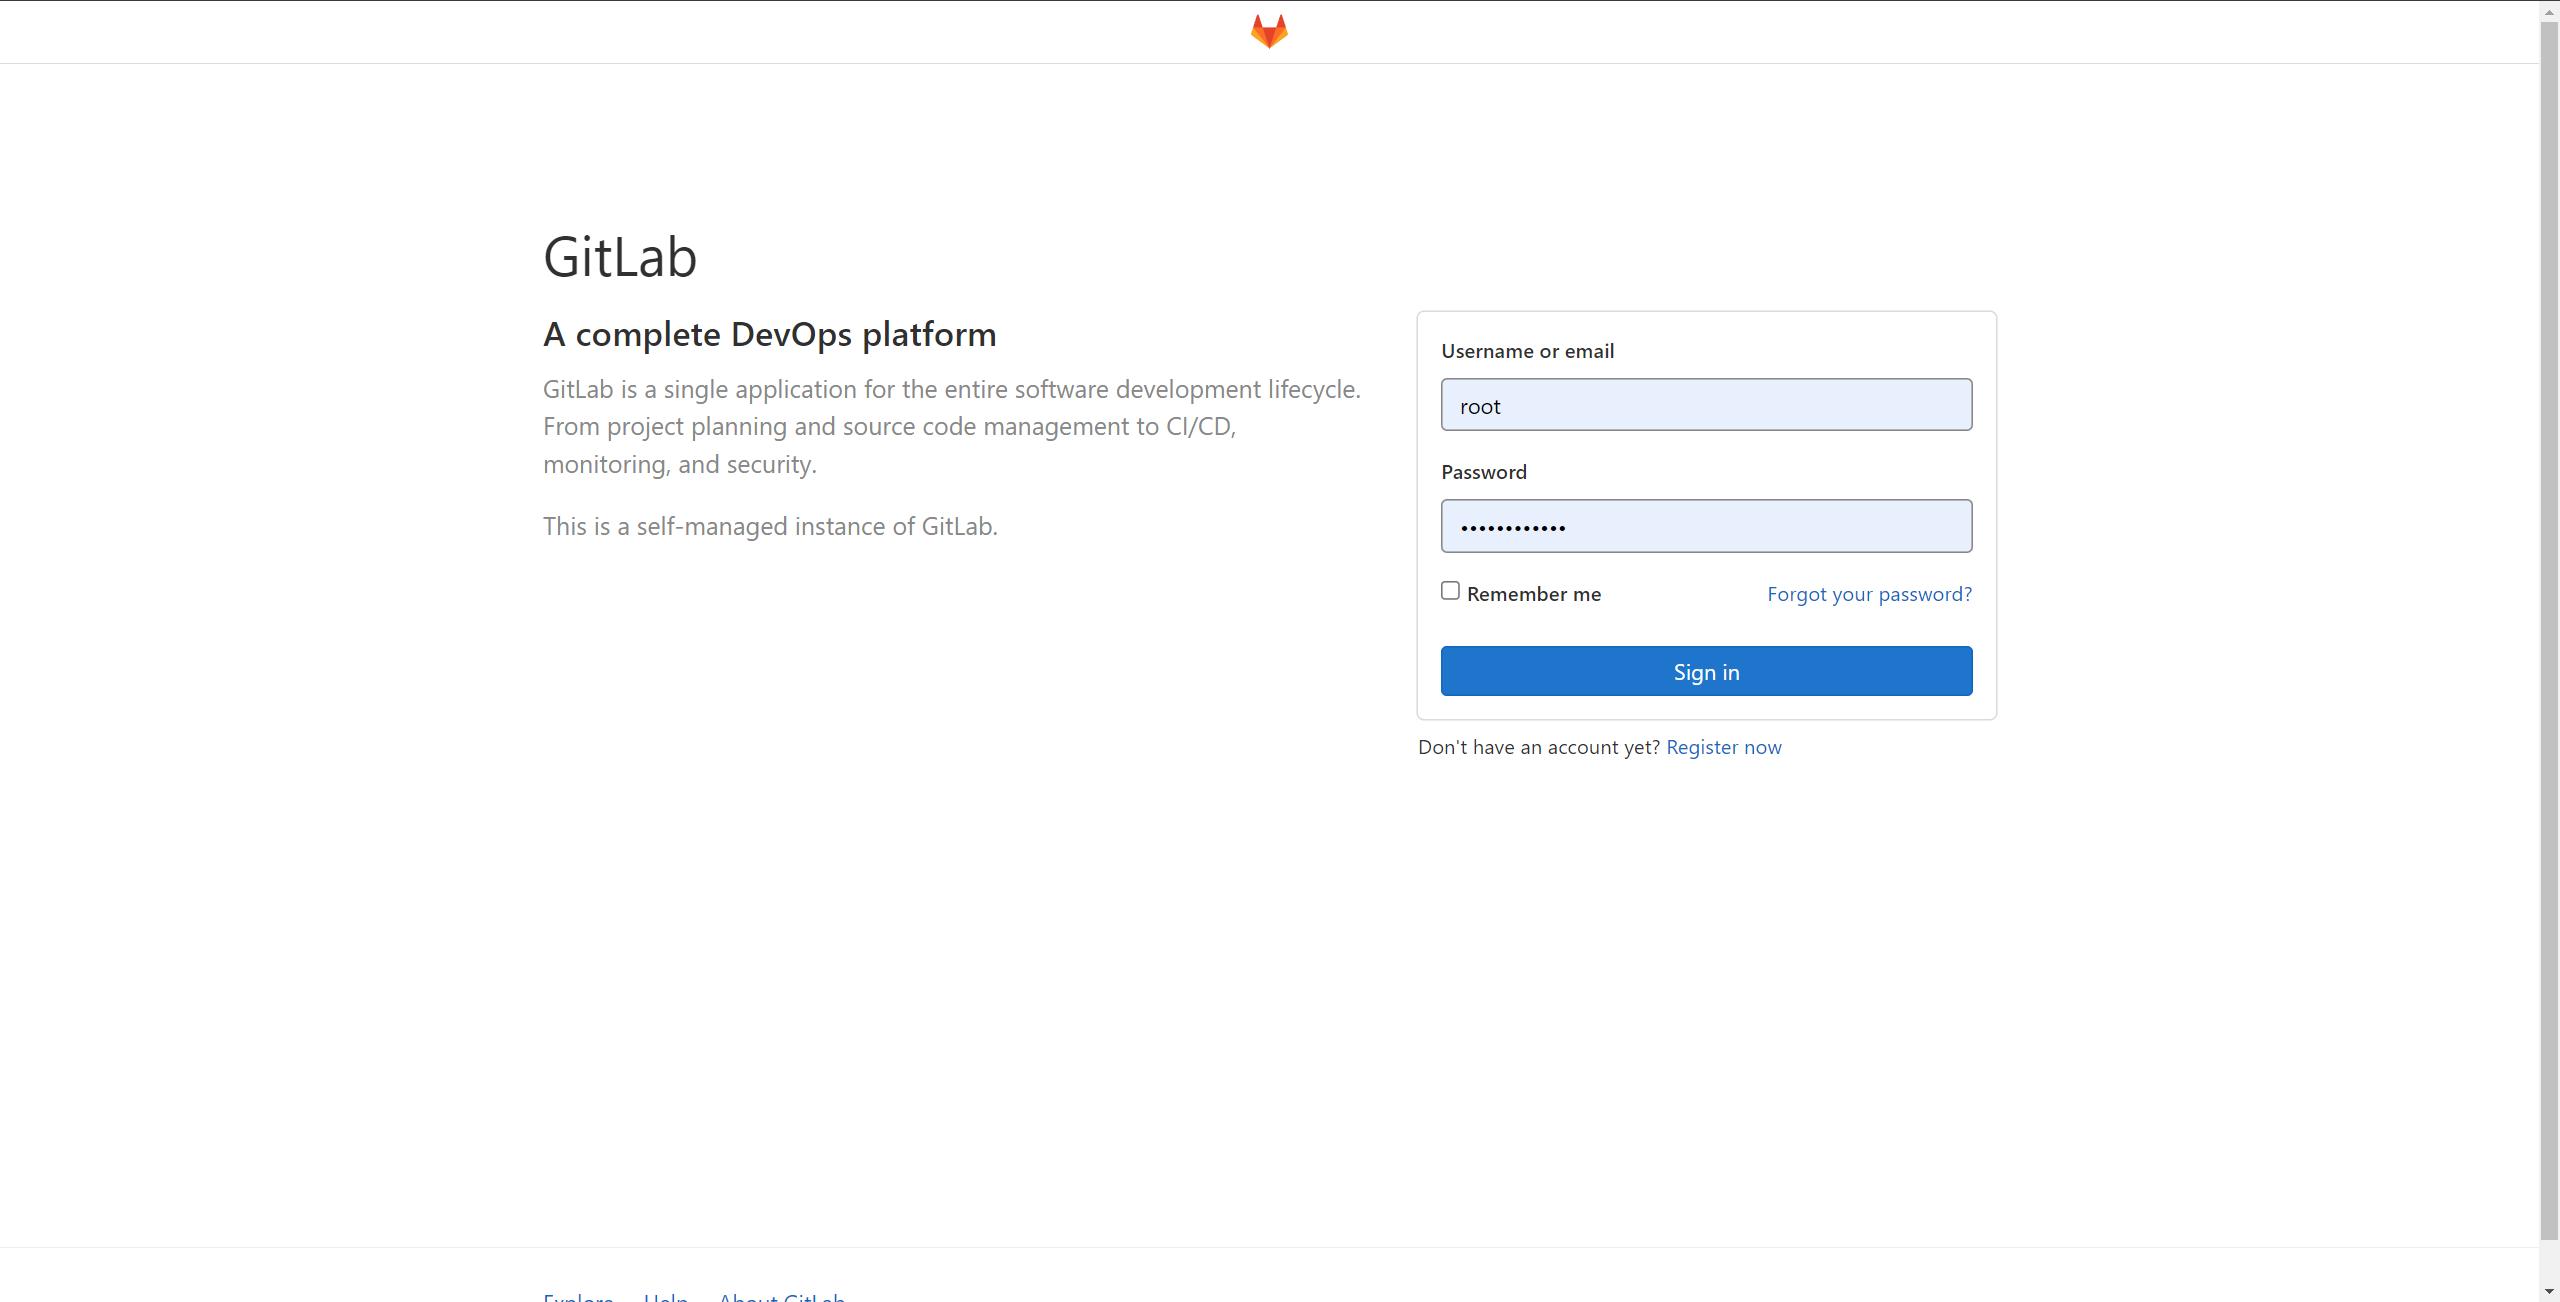 GitLab
A complete DevOps platform
GitLab is a single application for the entire software development lifecycle.
From project planning and source code management to CI/CD,
monitoring, and security.
This is a self-managed instance of GitLab.
Username or email
root
Password
••••••••••••
Remember me
Forgot your password?
Sign in
Don't have an account yet? Register now
Explore Help About GitLab